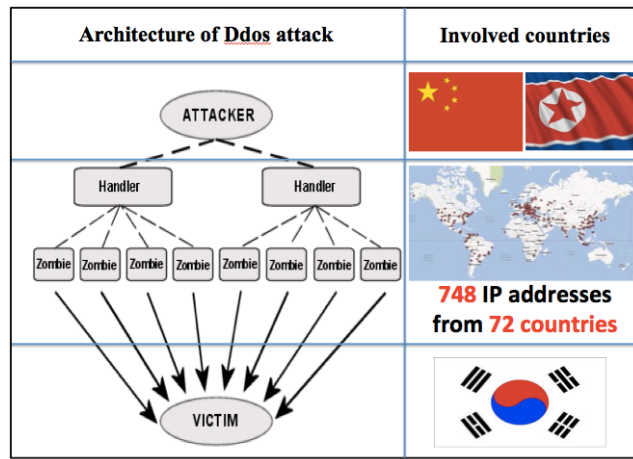 Architecture of Ddos attack
Involved countries
ATTACKER
Handler
Handler
Zombie
Zombie
Zombie
Zombie
Zombie
Zombie
Zombie
Zombie
748 IP addresses
from 72 countries
VICTIM